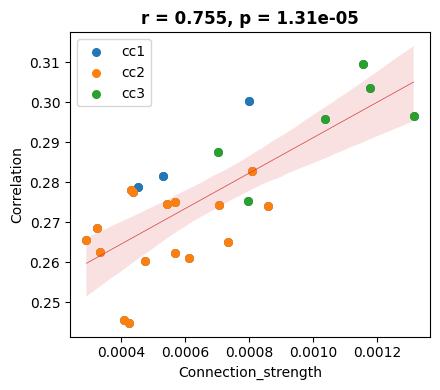 r = 0.755, p = 1.31e-05
cc1
cc2
cc3
0.31
0.30
0.29
0.28
0.27
0.26
0.25
Correlation
0.0004
0.0006
0.0008
0.0010
0.0012
Connection_strength